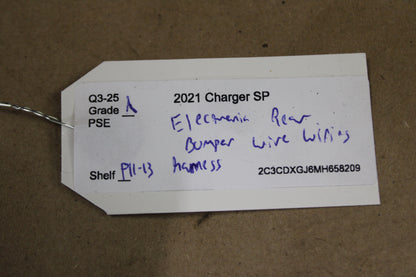 Q3-25 2021 Charger SP
Grade A
PSE Electronic Rear
Bumper wire wiring
harness
Shelf P11-13 2C3CDXGJ6MH658209